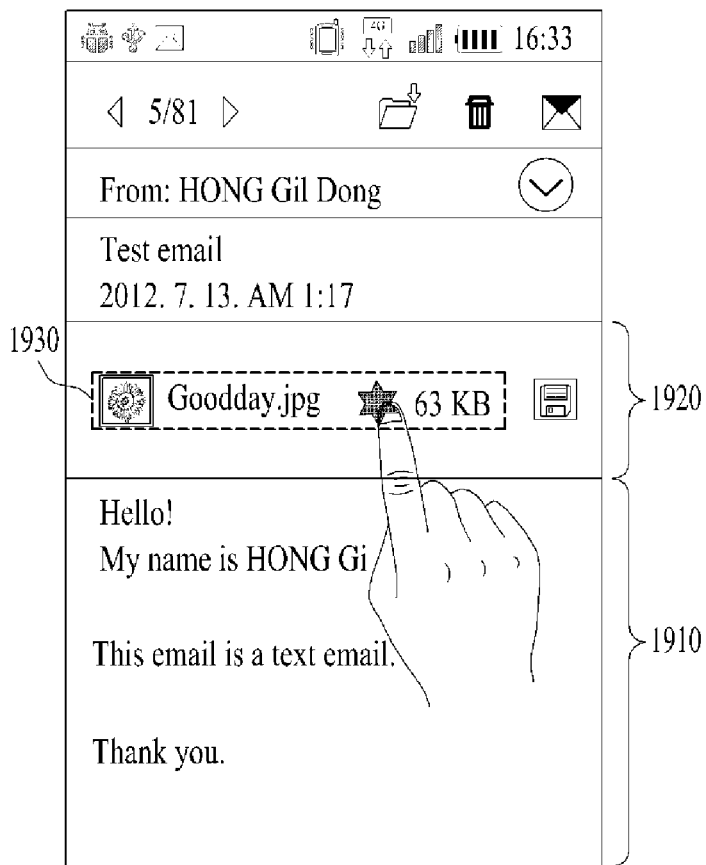 4G 16:33
5/81
From: HONG Gil Dong
Test email
2012. 7. 13. AM 1:17
1930
Goodday.jpg 63 KB
1920
Hello!
My name is HONG Gi
This email is a text email.
1910
Thank you.